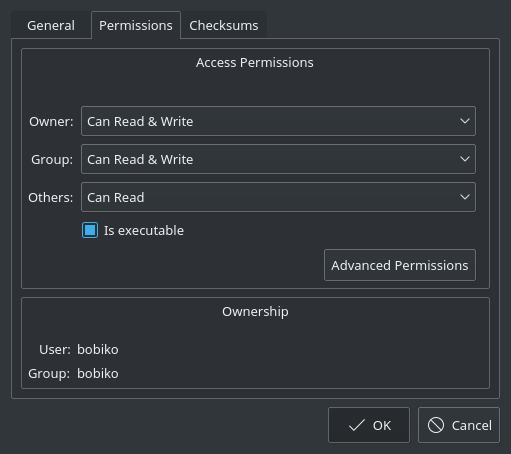 General Permissions Checksums
Access Permissions
Owner: Can Read & Write
Group: Can Read & Write
Others: Can Read
Is executable
Advanced Permissions
Ownership
User: bobiko
Group: bobiko
OK Cancel